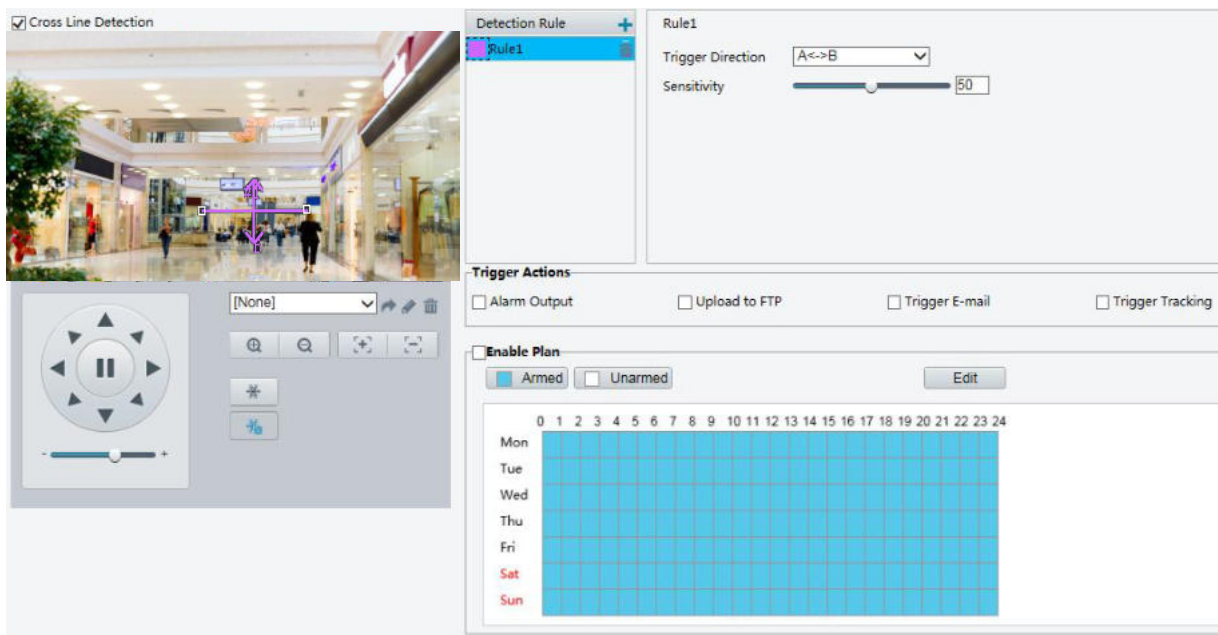 Cross Line Detection
Detection Rule
Rule1
Rule1
Trigger Direction A<->B
Sensitivity 50
Trigger Actions
Alarm Output Upload to FTP Trigger E-mail Trigger Tracking
[None]
- +
Enable Plan
Armed Unarmed Edit
0 1 2 3 4 5 6 7 8 9 10 11 12 13 14 15 16 17 18 19 20 21 22 23 24
Mon
Tue
Wed
Thu
Fri
Sat
Sun